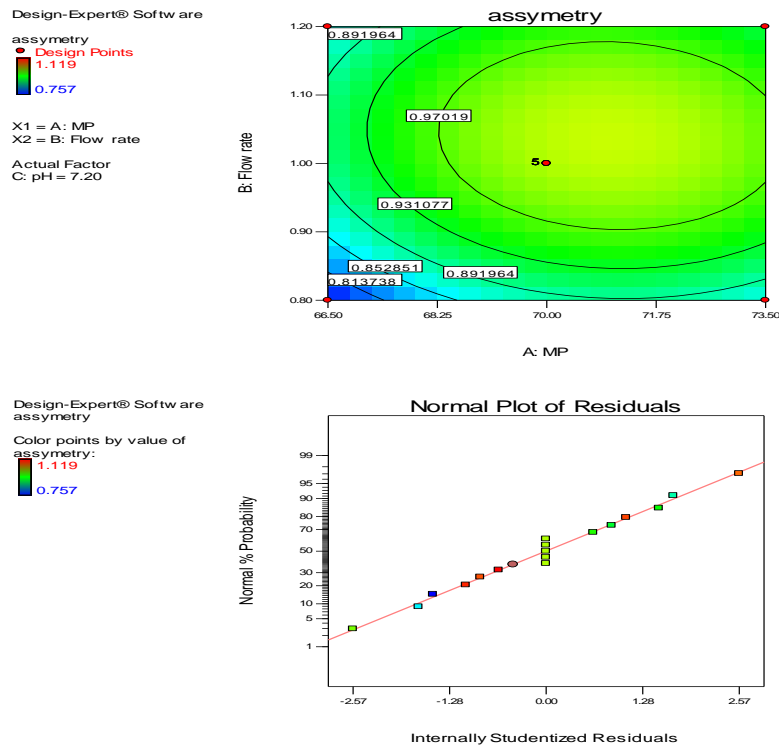 Design-Expert® Software
assymetry
Design Points
1.119
0.757
X1 = A: MP
X2 = B: Flow rate
Actual Factor
C: pH = 7.20
assymetry
B: Flow rate
1.20
1.10
1.00
0.90
0.80
0.891964
0.97019
5
0.931077
0.852851
0.891964
0.813738
66.50 68.25 70.00 71.75 73.50
A: MP
Design-Expert® Software
assymetry
Color points by value of
assymetry:
1.119
0.757
Normal Plot of Residuals
Normal % Probability
99
95
90
80
70
50
30
20
10
5
1
-2.57 -1.28 0.00 1.28 2.57
Internally Studentized Residuals